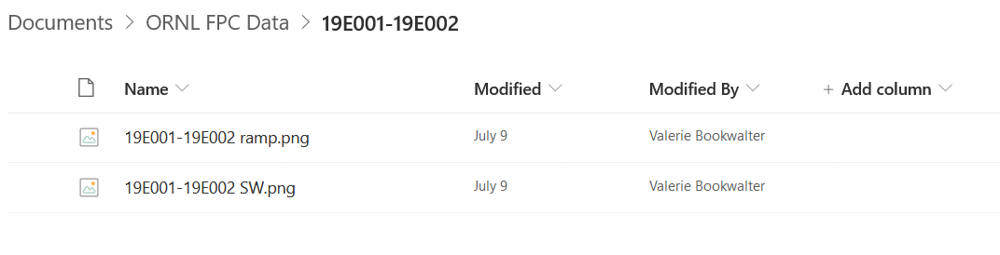 Documents > ORNL FPC Data > 19E001-19E002
Name Modified Modified By + Add column
19E001-19E002 ramp.png July 9 Valerie Bookwalter
19E001-19E002 SW.png July 9 Valerie Bookwalter